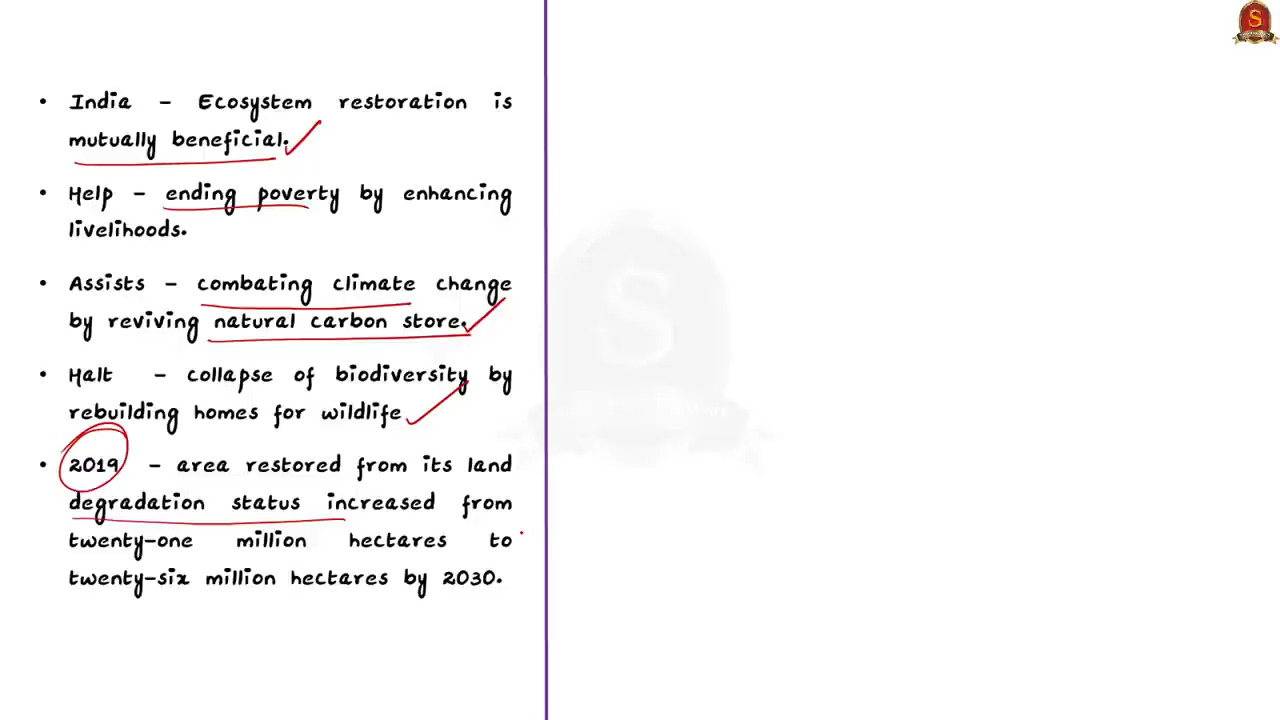 • India – Ecosystem restoration is
mutually beneficial.
• Help – ending poverty by enhancing
livelihoods.
• Assists – combating climate change
by reviving natural carbon store.
• Halt – collapse of biodiversity by
rebuilding homes for wildlife
• 2019 – area restored from its land
degradation status increased from
twenty-one million hectares to
twenty-six million hectares by 2030.
S
S